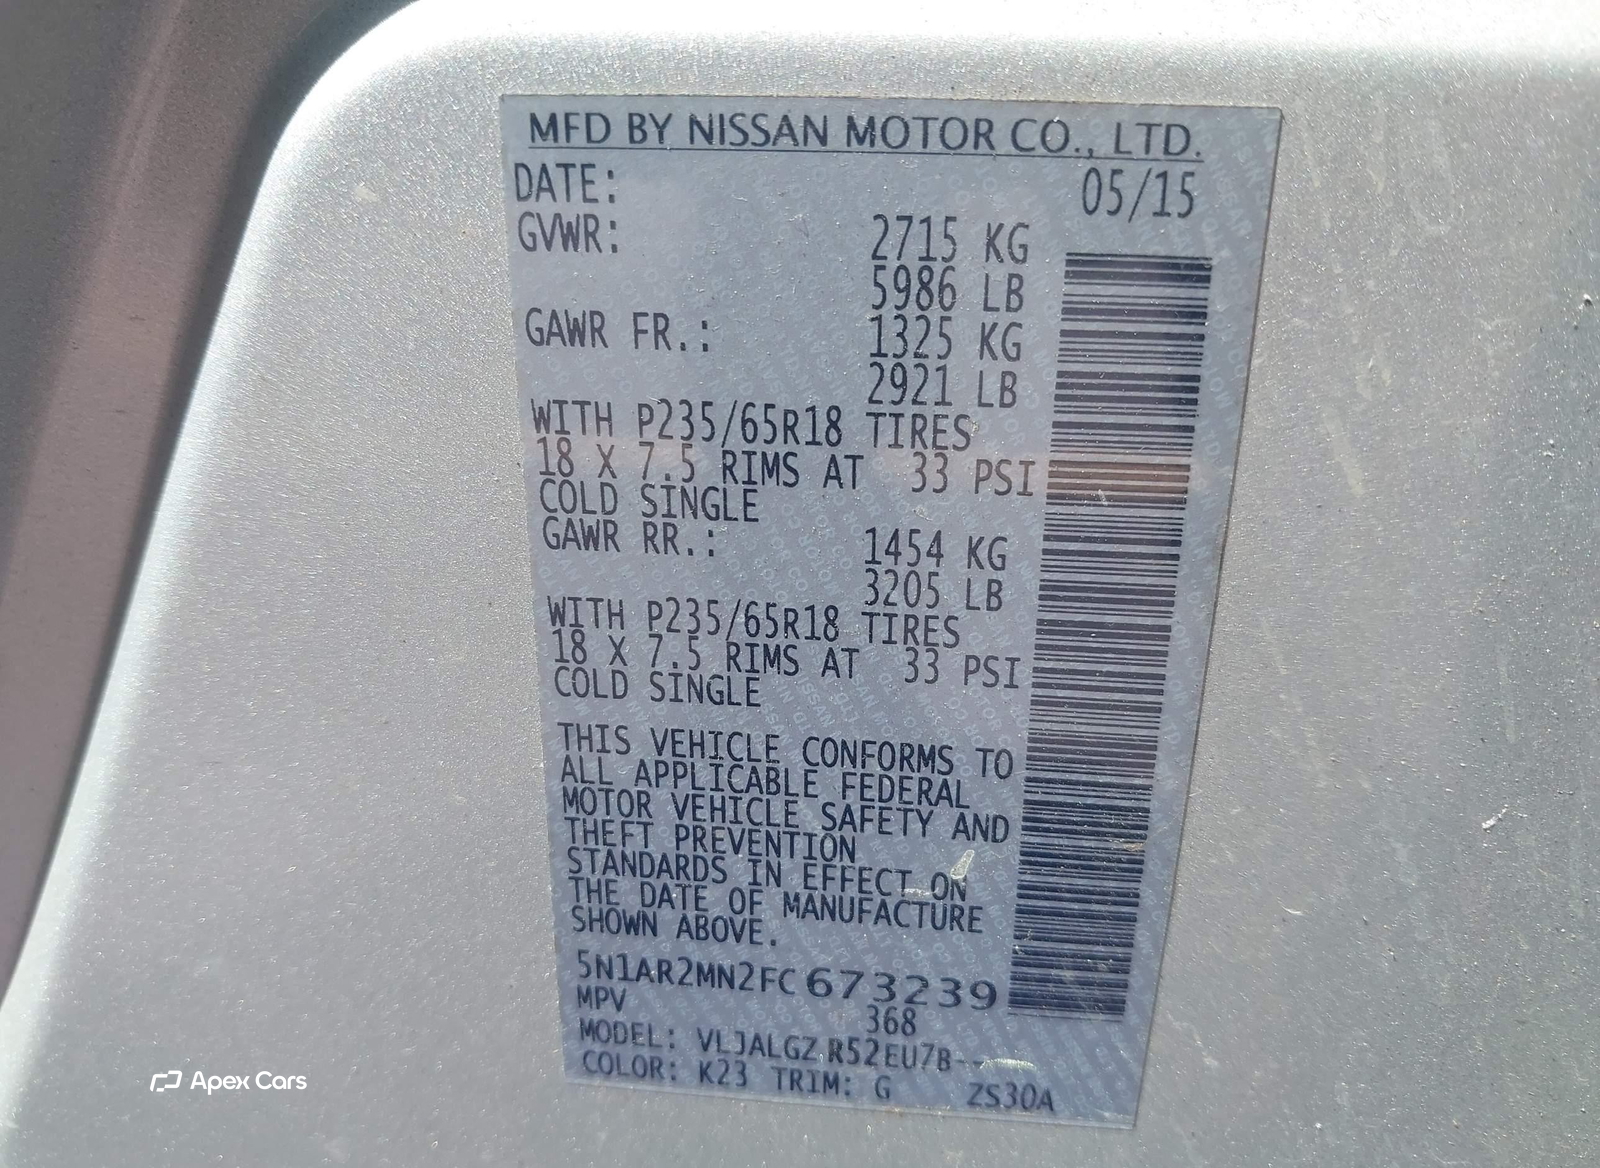 MFD BY NISSAN MOTOR CO., LTD.
DATE: 05/15
GVWR: 2715 KG
5986 LB
GAWR FR.: 1325 KG
2921 LB
WITH P235/65R18 TIRES
18 X 7.5 RIMS AT 33 PSI
COLD SINGLE
GAWR RR.: 1454 KG
3205 LB
WITH P235/65R18 TIRES
18 X 7.5 RIMS AT 33 PSI
COLD SINGLE
THIS VEHICLE CONFORMS TO
ALL APPLICABLE FEDERAL
MOTOR VEHICLE SAFETY AND
THEFT PREVENTION
STANDARDS IN EFFECT ON
THE DATE OF MANUFACTURE
SHOWN ABOVE.
5N1AR2MN2FC673239
MPV 368
MODEL: VLJALGZ R52EU7B--
COLOR: K23 TRIM: G ZS30A
Apex Cars